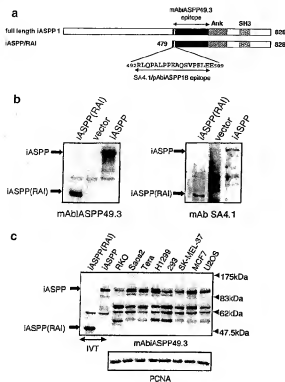 a
mAbiASPP49.3
epitope
Ank SH3
full length iASPP 1 828
iASPP/RAI 479 828
492RLQPALPPEAQSVPELEE509
SA4.1/pAbiASPP18 epitope
b
iASPP(RAI)
vector
iASPP
iASPP(RAI)
vector
iASPP
iASPP
iASPP
iASPP(RAI)
iASPP(RAI)
mAbiASPP49.3
mAb SA4.1
c
iASPP(RAI)
iASPP
RKO
Saos2
Tera
H1299
293
SK-MEL-37
MCF7
U2OS
175kDa
iASPP
83kDa
62kDa
iASPP(RAI)
47.5kDa
IVT
mAbiASPP49.3
PCNA